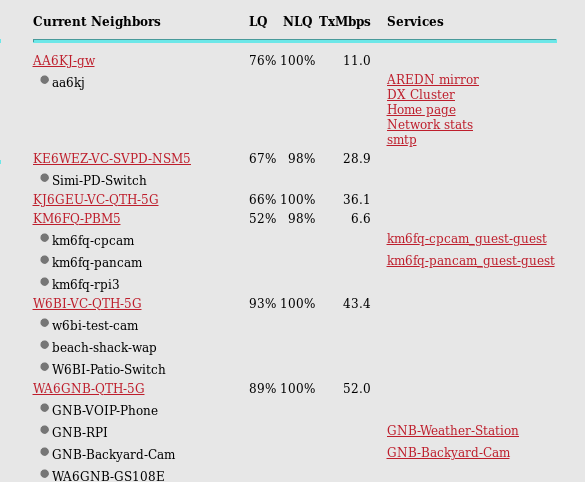 Current Neighbors LQ NLQ TxMbps Services
AA6KJ-gw 76% 100% 11.0
aa6kj AREDN mirror
DX Cluster
Home page
Network stats
smtp
KE6WEZ-VC-SVPD-NSM5 67% 98% 28.9
Simi-PD-Switch
KJ6GEU-VC-QTH-5G 66% 100% 36.1
KM6FQ-PBM5 52% 98% 6.6
km6fq-cpcam km6fq-cpcam_guest-guest
km6fq-pancam km6fq-pancam_guest-guest
km6fq-rpi3
W6BI-VC-QTH-5G 93% 100% 43.4
w6bi-test-cam
beach-shack-wap
W6BI-Patio-Switch
WA6GNB-QTH-5G 89% 100% 52.0
GNB-VOIP-Phone
GNB-RPI GNB-Weather-Station
GNB-Backyard-Cam GNB-Backyard-Cam
WA6GNB-GS108E